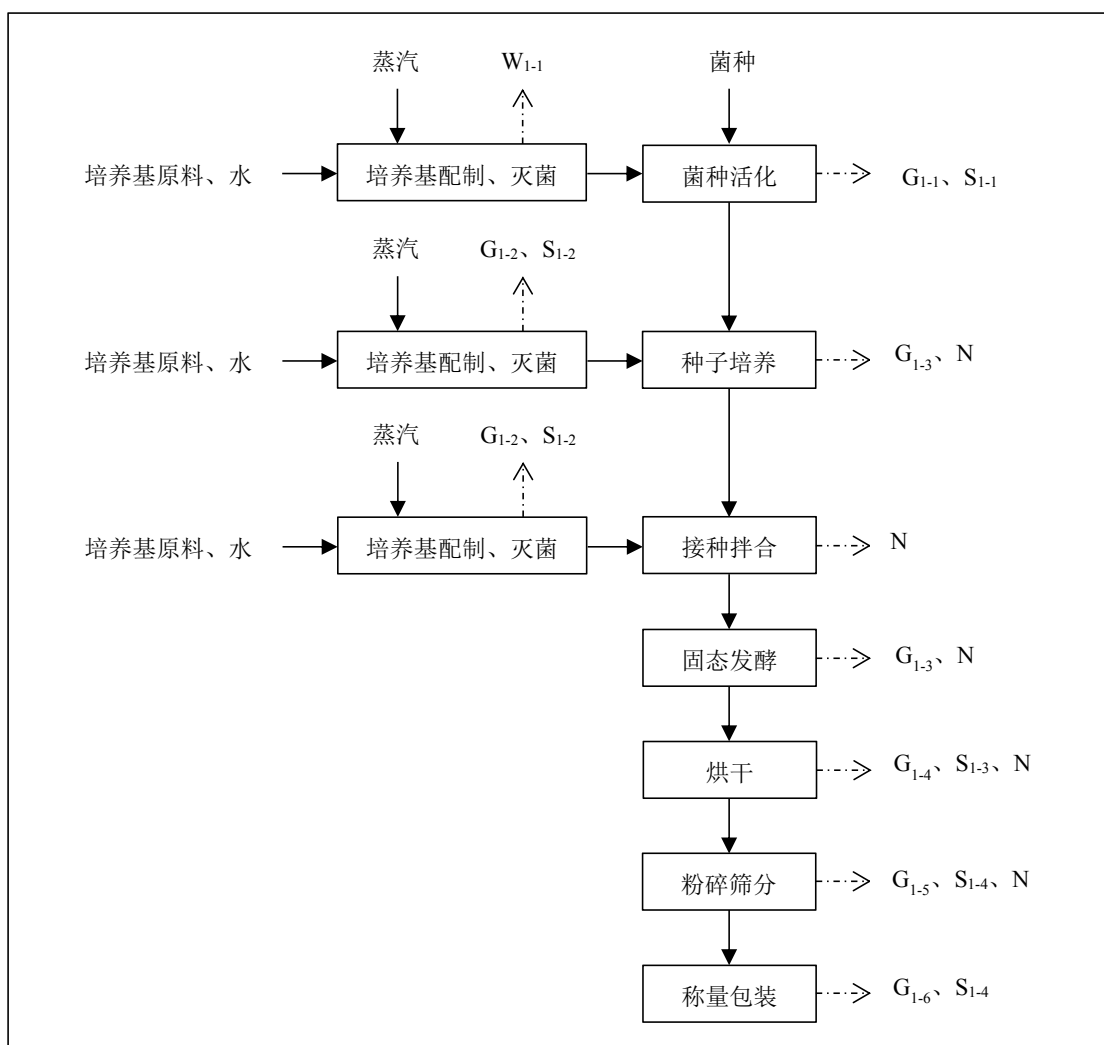 蒸汽 W1-1 菌种
培养基原料、水 培养基配制、灭菌 菌种活化 G1-1、S1-1
蒸汽 G1-2、S1-2
培养基原料、水 培养基配制、灭菌 种子培养 G1-3、N
蒸汽 G1-2、S1-2
培养基原料、水 培养基配制、灭菌 接种拌合 N
固态发酵 G1-3、N
烘干 G1-4、S1-3、N
粉碎筛分 G1-5、S1-4、N
称量包装 G1-6、S1-4